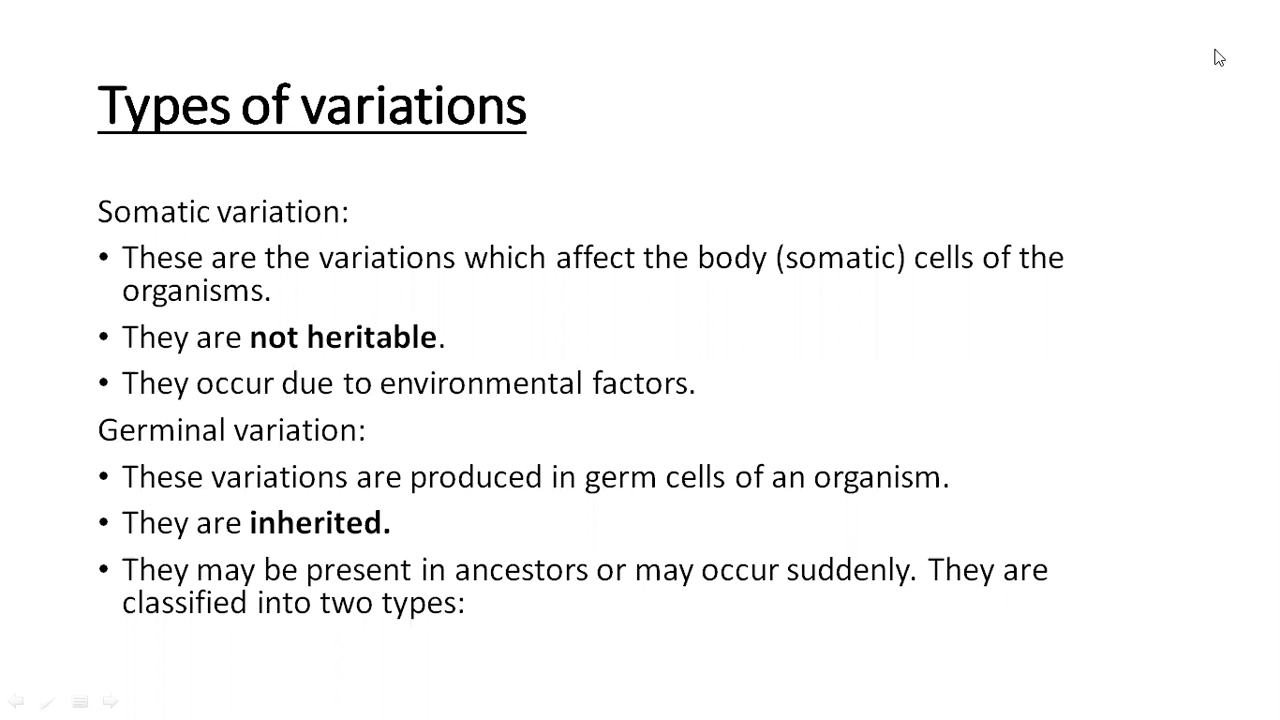 Types of variations
Somatic variation:
• These are the variations which affect the body (somatic) cells of the
organisms.
• They are not heritable.
• They occur due to environmental factors.
Germinal variation:
• These variations are produced in germ cells of an organism.
• They are inherited.
• They may be present in ancestors or may occur suddenly. They are
classified into two types: